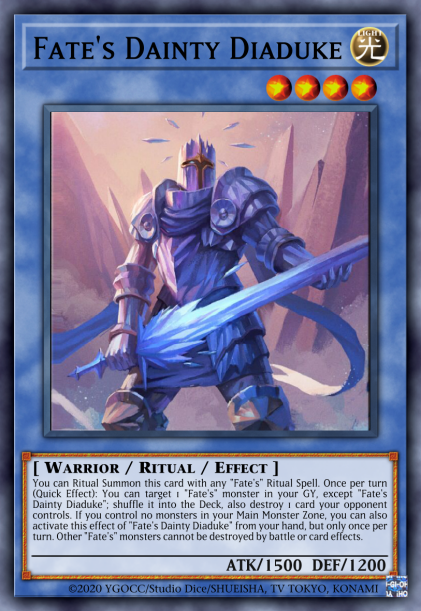 Fate's Dainty Diaduke
LIGHT
光
[ Warrior / Ritual / Effect ]
You can Ritual Summon this card with any "Fate's" Ritual Spell. Once per turn
(Quick Effect): You can target 1 "Fate's" monster in your GY, except "Fate's
Dainty Diaduke"; shuffle it into the Deck, also destroy 1 card your opponent
controls. If you control no monsters in your Main Monster Zone, you can also
activate this effect of "Fate's Dainty Diaduke" from your hand, but only once per
turn. Other "Fate's" monsters cannot be destroyed by battle or card effects.
ATK/1500 DEF/1200
©2020 YGOCC/Studio Dice/SHUEISHA, TV TOKYO, KONAMI